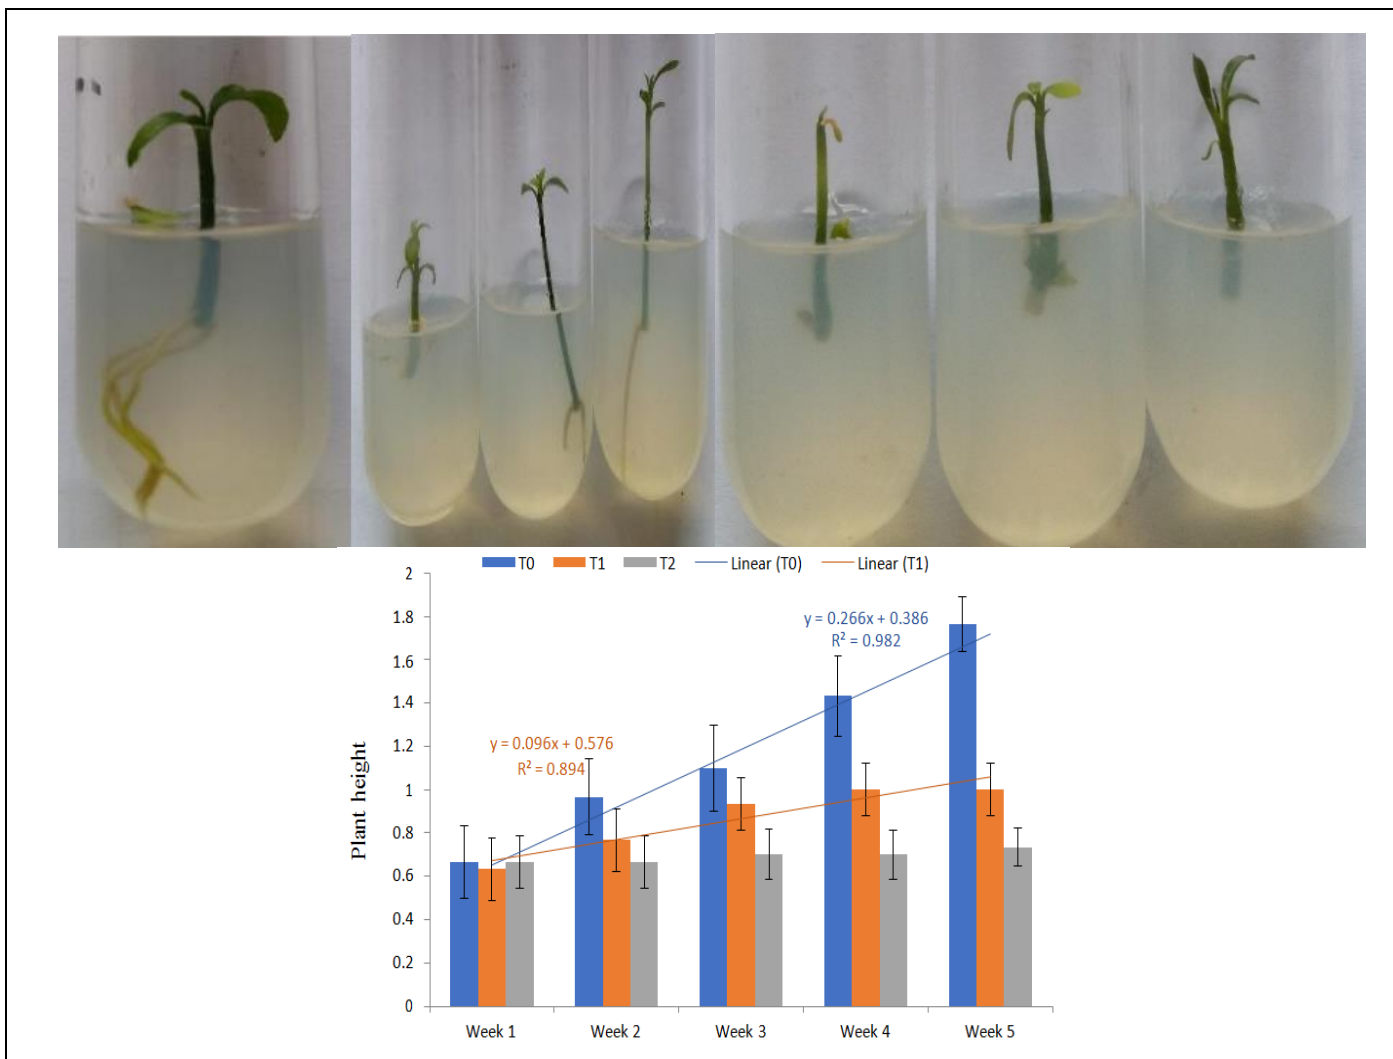 T0 T1 T2 Linear (T0) Linear (T1)
2
1.8
1.6
1.4
1.2
1
0.8
0.6
0.4
0.2
0
Plant height
y = 0.266x + 0.386
R² = 0.982
y = 0.096x + 0.576
R² = 0.894
Week 1 Week 2 Week 3 Week 4 Week 5